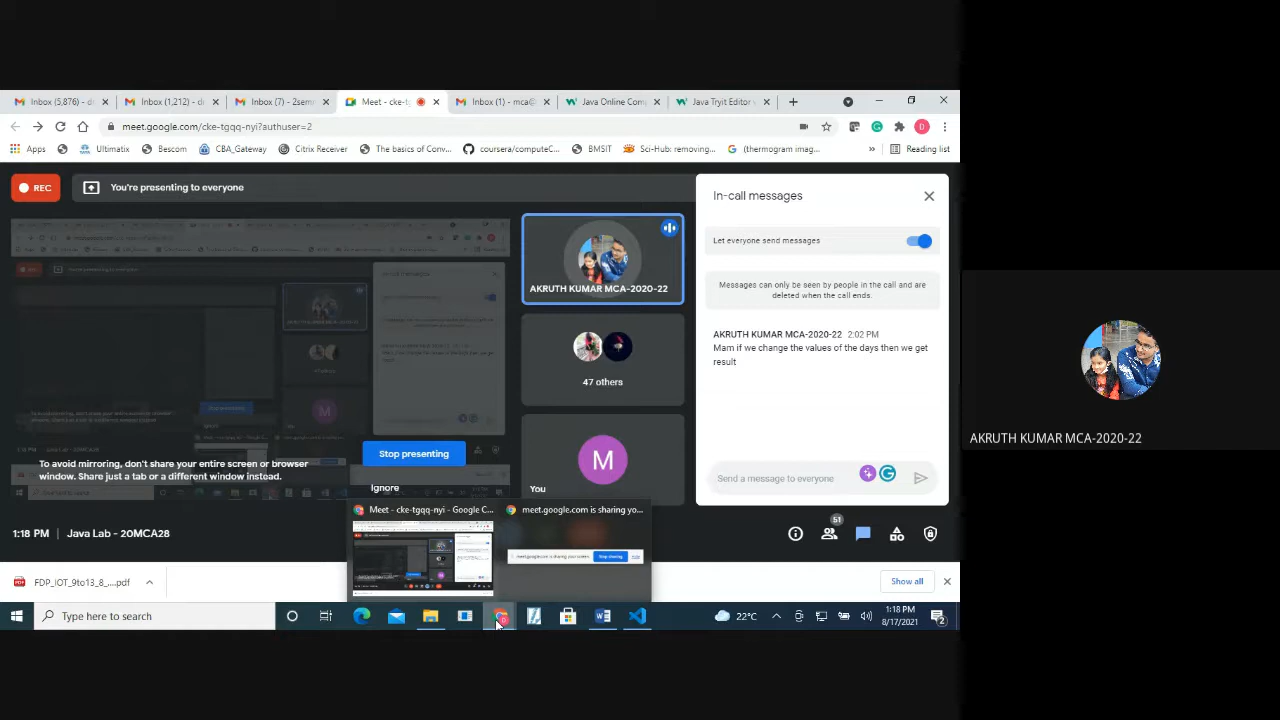 Inbox (5,876) - d
Inbox (1,212) - d
Inbox (7) - 2sem
Meet - cke-t
Inbox (1) - mca@
Java Online Comp
Java Tryit Editor
meet.google.com/cke-tgqq-nyi?authuser=2
Apps
Ultimatix
Bescom
CBA_Gateway
Citrix Receiver
The basics of Conv...
coursera/computeC...
BMSIT
Sci-Hub: removing...
(thermogram imag...
»
Reading list
REC
You're presenting to everyone
In-call messages
Let everyone send messages
Messages can only be seen by people in the call and are
deleted when the call ends.
AKRUTH KUMAR MCA-2020-22
AKRUTH KUMAR MCA-2020-22 2:02 PM
Mam if we change the values of the days then we get
result
47 others
M
You
To avoid mirroring, don't share your entire screen or browser
window. Share just a tab or a different window instead.
Stop presenting
Ignore
Send a message to everyone
AKRUTH KUMAR MCA-2020-22
Meet - cke-tgqq-nyi - Google C...
meet.google.com is sharing yo...
1:18 PM | Java Lab - 20MCA28
51
FDP_IOT_9to13_8_....pdf
Show all
Type here to search
22°C
1:18 PM
8/17/2021
2